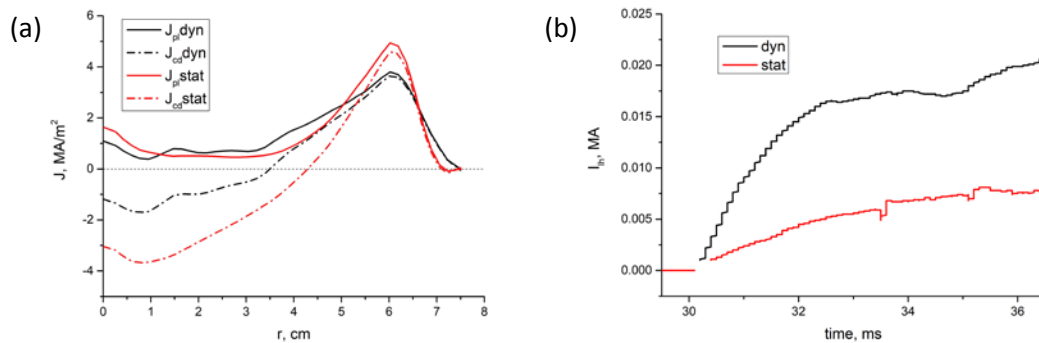 (a)
J, MA/m²
6
4
2
0
-2
-4
J_pl dyn
J_cd dyn
J_pl stat
J_cd stat
0 1 2 3 4 5 6 7 8
r, cm
(b)
I_lh, MA
0.025
0.020
0.015
0.010
0.005
0.000
dyn
stat
30 32 34 36
time, ms